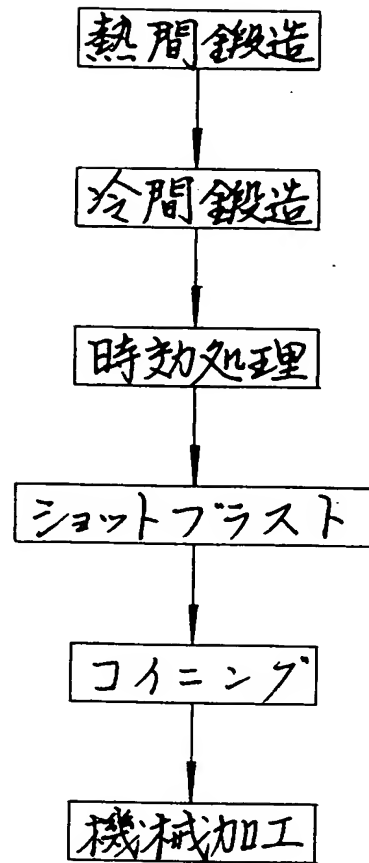 熱間鍛造
冷間鍛造
時効処理
ショットブラスト
コイニング
機械加工